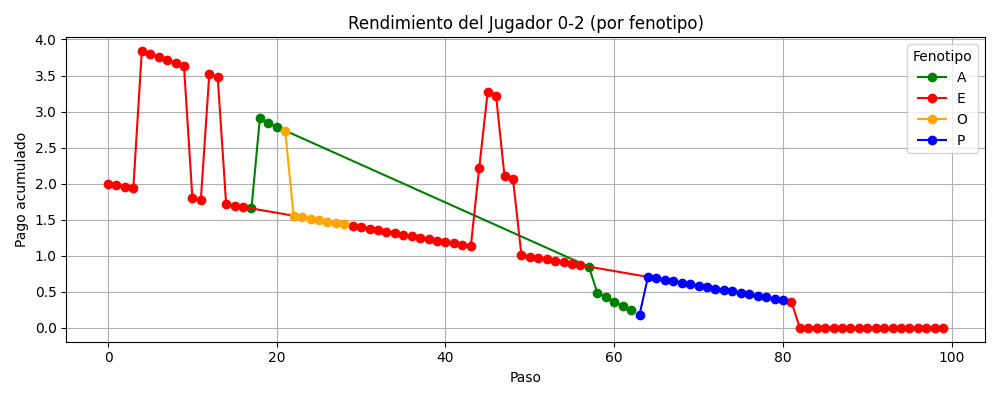 Rendimiento del Jugador 0-2 (por fenotipo)
Pago acumulado
4.0
3.5
3.0
2.5
2.0
1.5
1.0
0.5
0.0
Fenotipo
A
E
O
P
0
20
40
60
80
100
Paso